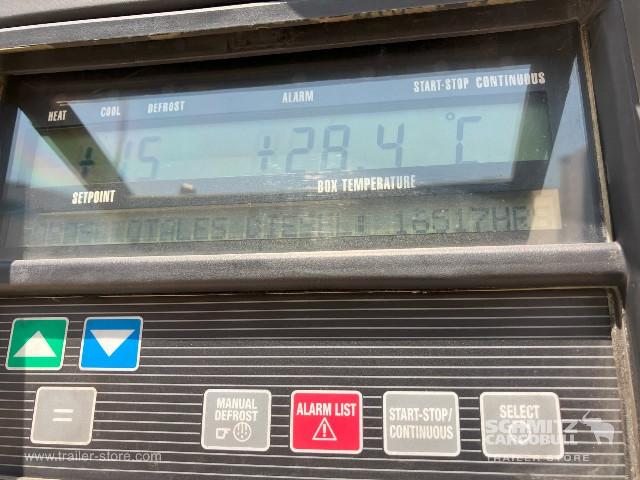 HEAT COOL DEFROST ALARM START-STOP CONTINUOUS
+15 +28.4 °C
SETPOINT BOX TEMPERATURE
=
MANUAL DEFROST
ALARM LIST
START-STOP/ CONTINUOUS
SELECT
SCHMITZ
CARGOBULL
TRAILER STORE
www.trailer-store.com